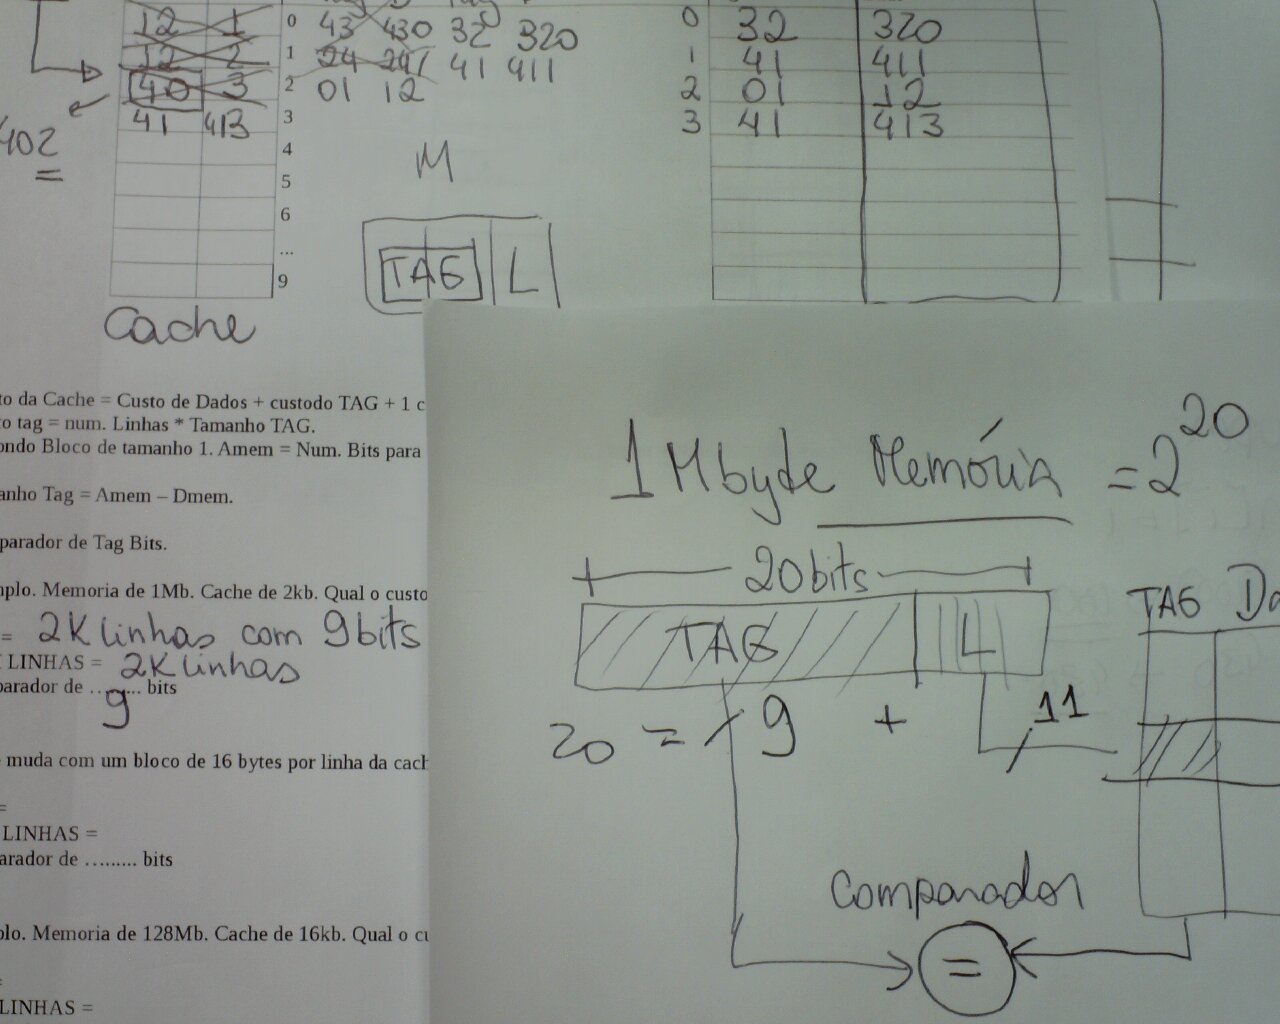 12 1 0 43 430 32 320 0 32 320
12 2 1 24 241 41 411 1 41 411
40 3 2 01 12 2 01 12
41 413 3 3 41 413
402
4
M
5
6
TAG L
...
9
Cache
to da Cache = Custo de Dados + custodo TAG + 1 c
o tag = num. Linhas * Tamanho TAG.
ondo Bloco de tamanho 1. Amem = Num. Bits para
anho Tag = Amem – Dmem.
parador de Tag Bits.
nplo. Memoria de 1Mb. Cache de 2kb. Qual o custo
= 2K linhas com 9 bits
LINHAS = 2K linhas
parador de ......... bits
9
muda com um bloco de 16 bytes por linha da cach
=
LINHAS =
arador de ......... bits
plo. Memoria de 128Mb. Cache de 16kb. Qual o cu
LINHAS =
1 Mbyte Memória = 2^20
20 bits
TAG L
TAG Da
20 = 9 + 11
Comparador
=